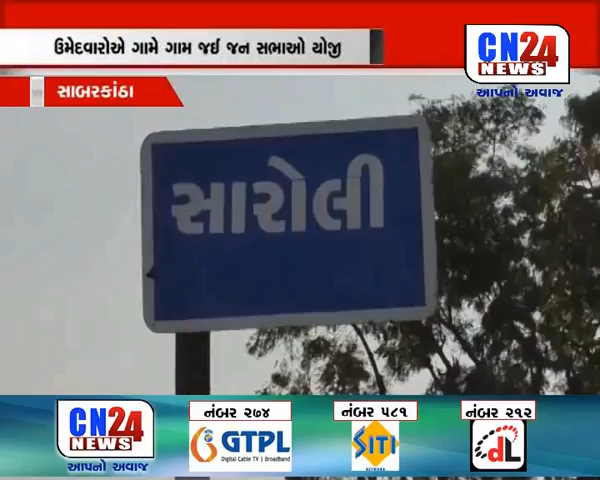 ઉમેદવારોએ ગામે ગામ જઈ જન સભાઓ યોજી
CN24
NEWS
આપનો અવાજ
સાબરકાંઠા
સારોલી
CN24
NEWS
આપનો અવાજ
નંબર ૨૭૪
GTPL
Digital Cable TV | Broadband
નંબર ૫૮૧
SITI
NETWORKS
નંબર ૨૧૨
dL